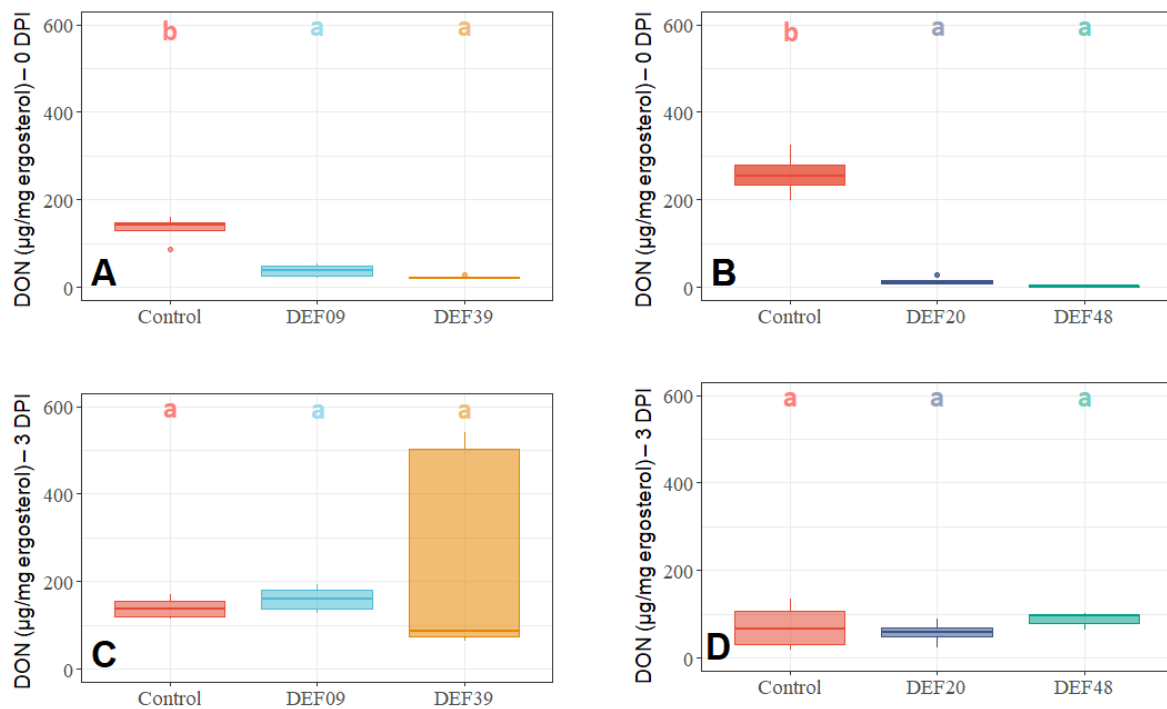 DON (µg/mg ergosterol) – 0 DPI
600
400
200
0
b
a
a
A
Control
DEF09
DEF39
DON (µg/mg ergosterol) – 0 DPI
600
400
200
0
b
a
a
B
Control
DEF20
DEF48
DON (µg/mg ergosterol) – 3 DPI
600
400
200
0
a
a
a
C
Control
DEF09
DEF39
DON (µg/mg ergosterol) – 3 DPI
600
400
200
0
a
a
a
D
Control
DEF20
DEF48